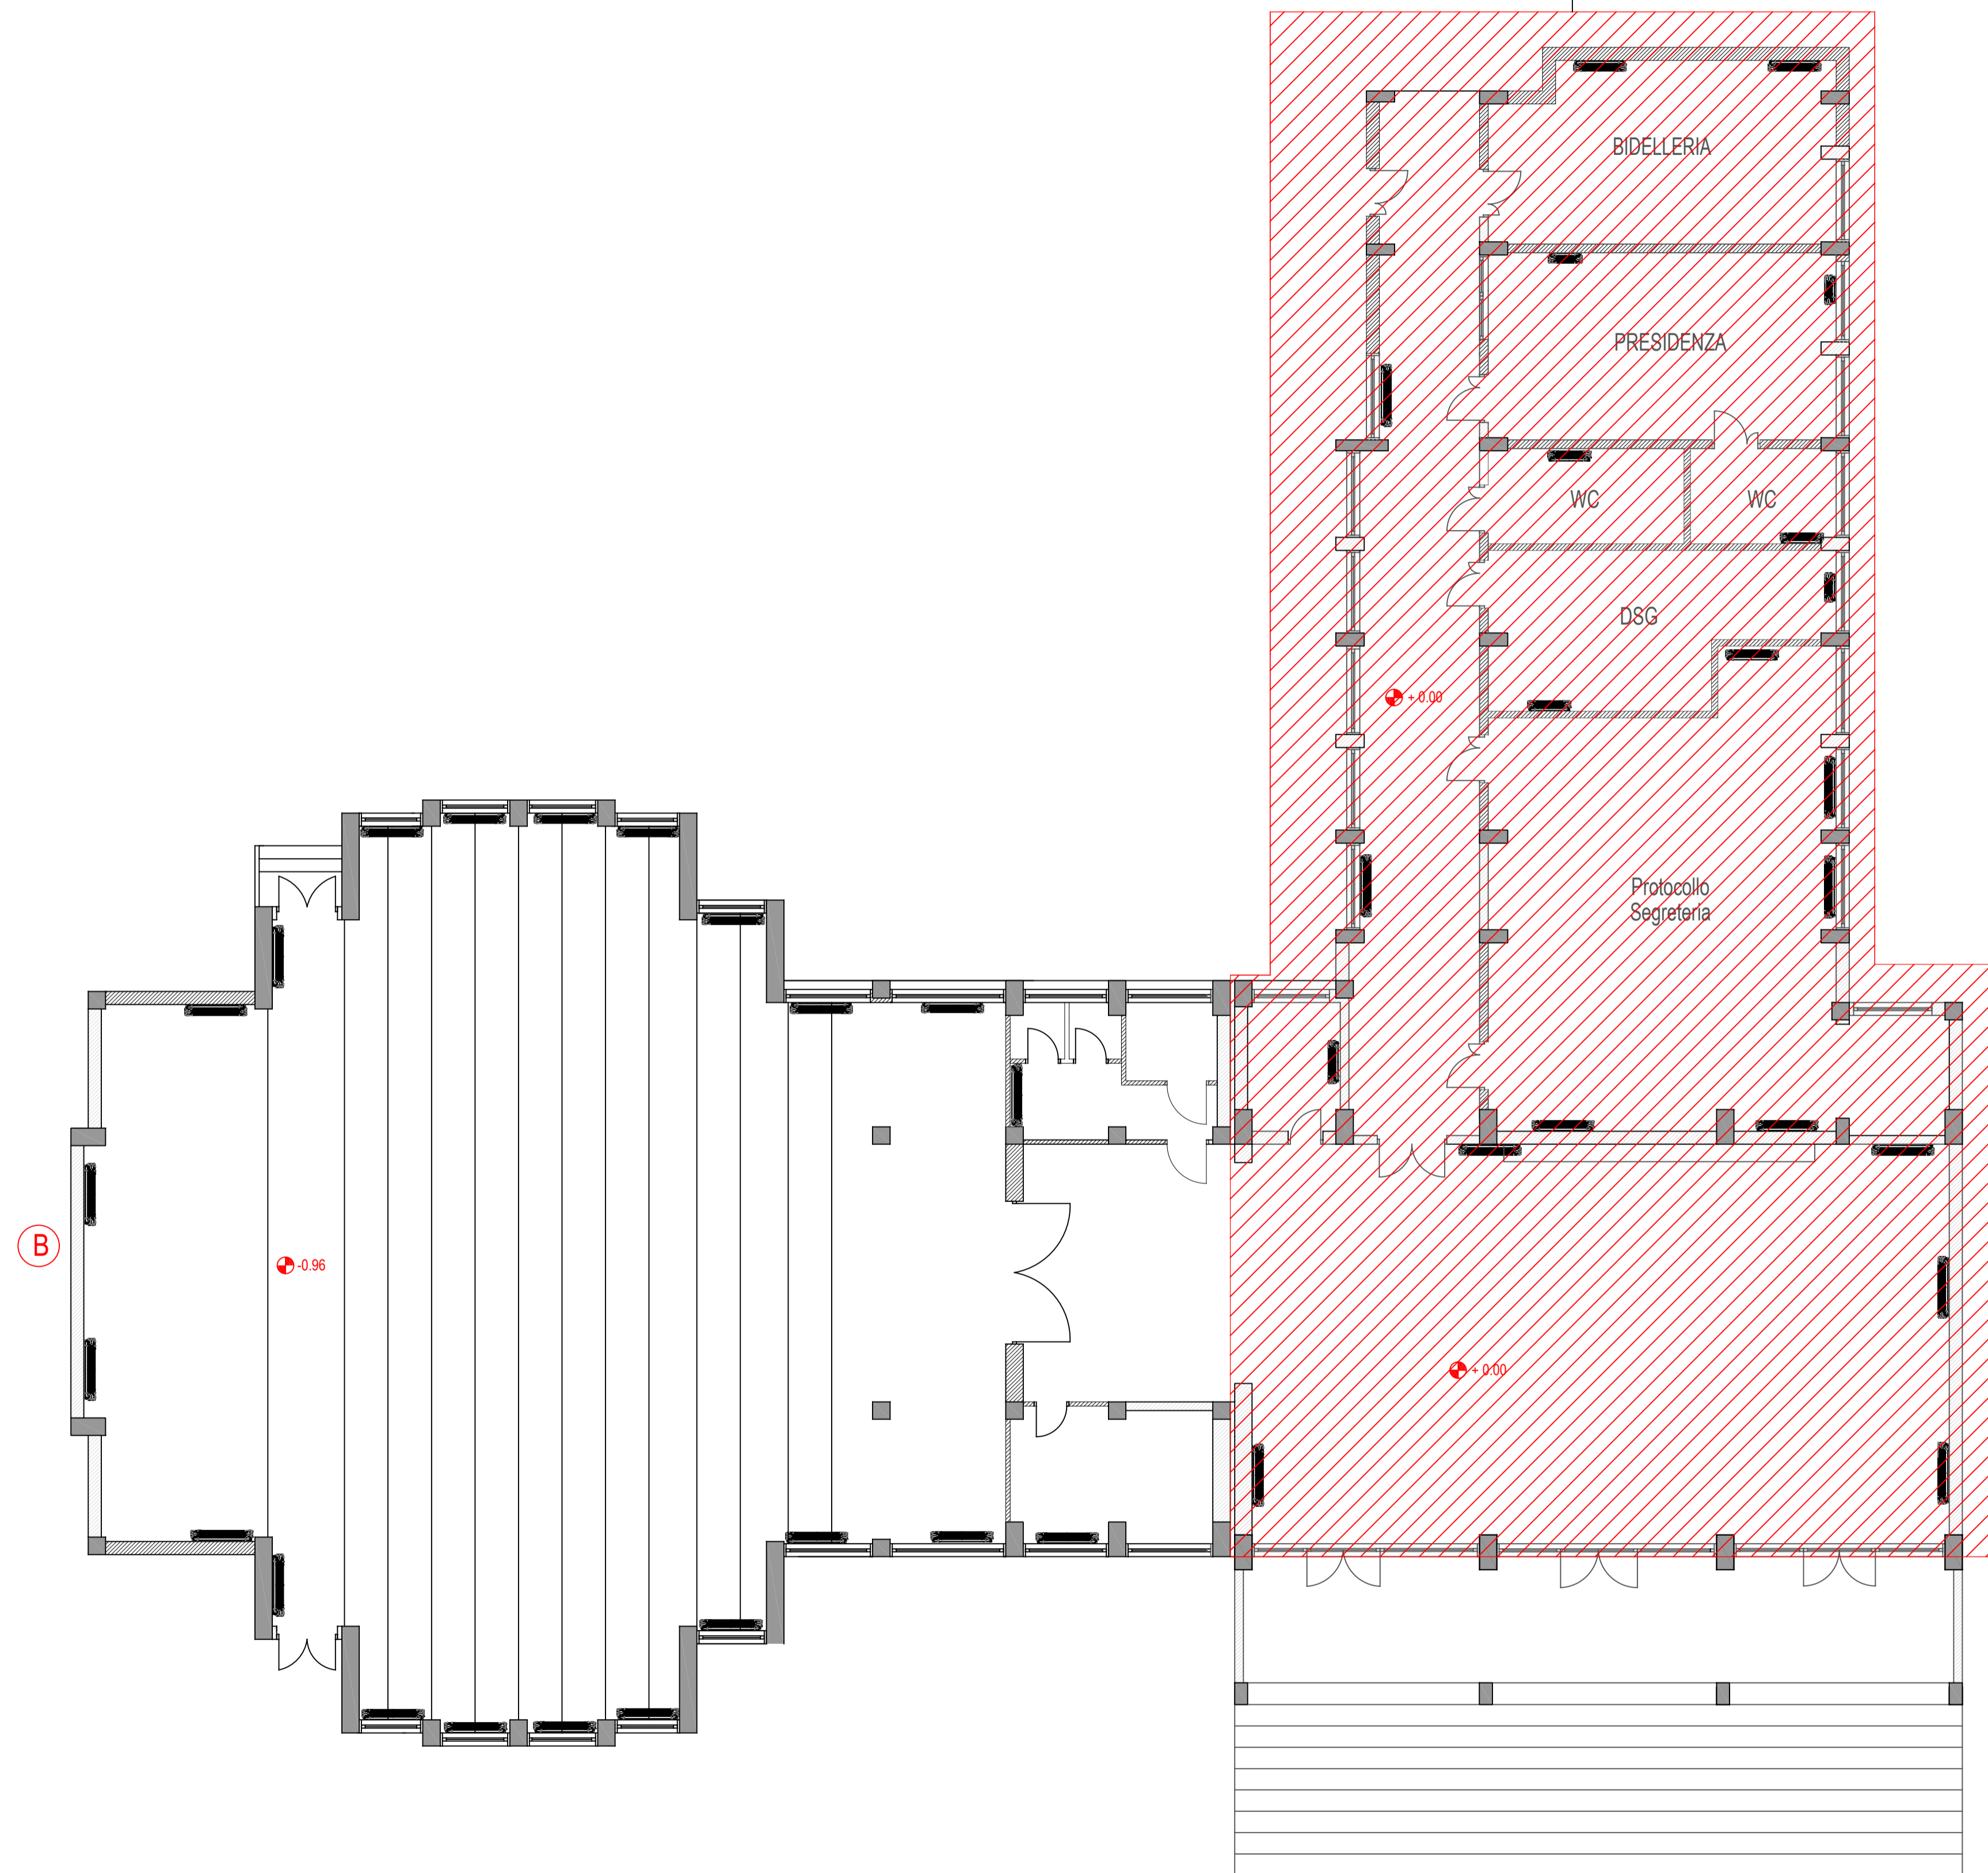 BIDELLERIA
PRESIDENZA
WC
WC
DSG
+ 0.00
Protocollo
Segreteria
B
-0.96
+ 0.00